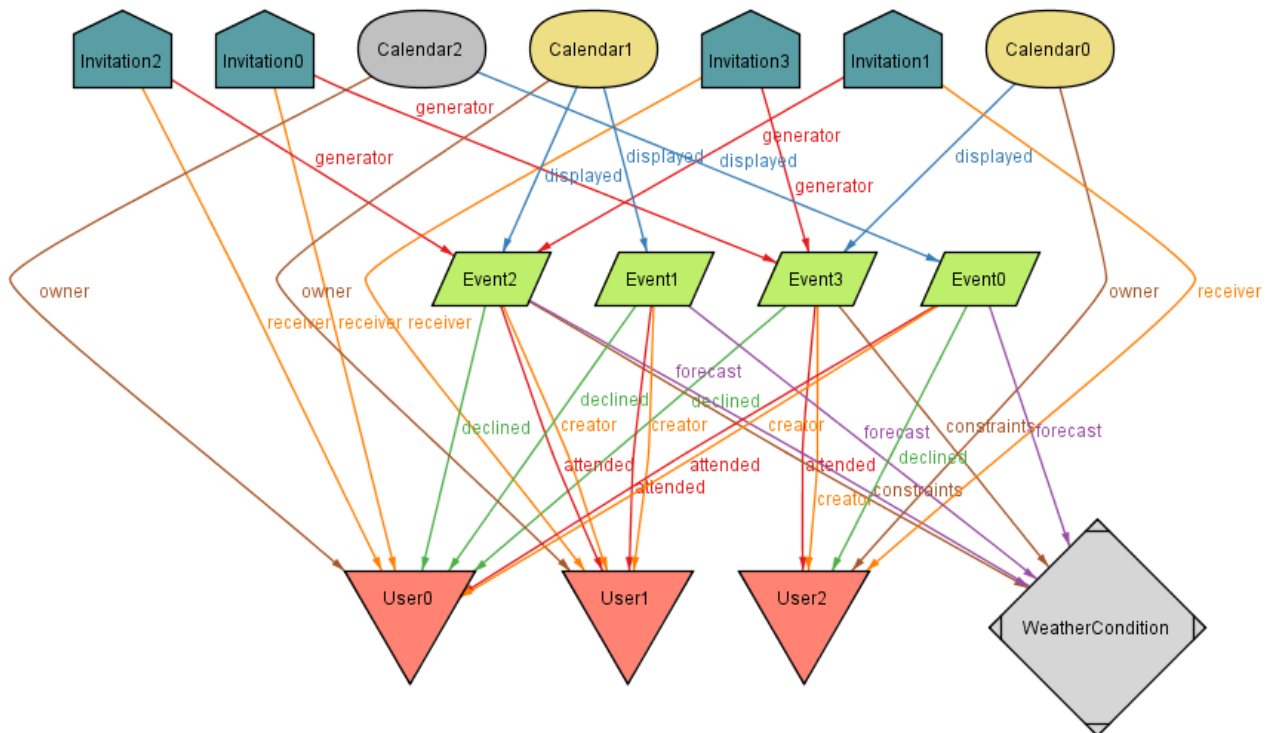 Invitation2
Invitation0
Calendar2
Calendar1
Invitation3
Invitation1
Calendar0
generator
generator
generator
generator
displayed
displayed
displayed
displayed
Event2
Event1
Event3
Event0
owner
owner
owner
receiver
receiver
receiver
receiver
forecast
forecast
forecast
declined
declined
declined
declined
creator
creator
creator
creator
constraints
constraints
attended
attended
attended
attended
User0
User1
User2
WeatherCondition